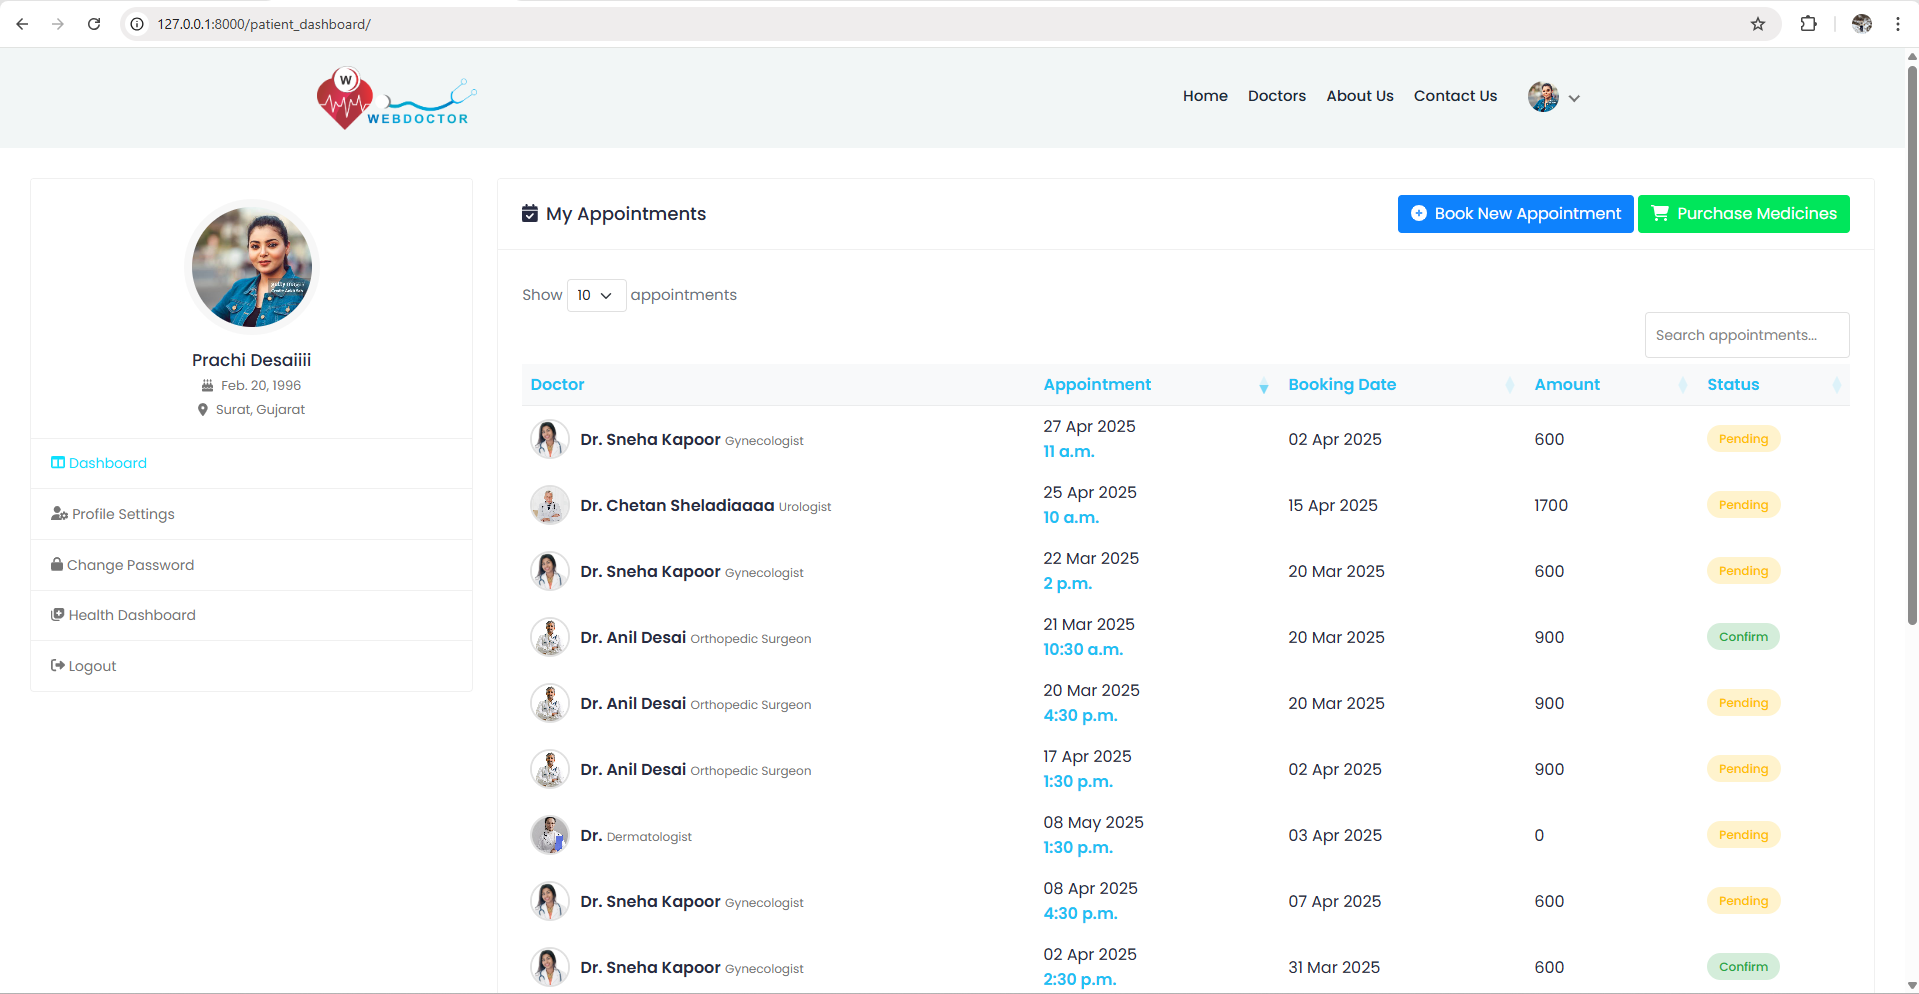 127.0.0.1:8000/patient_dashboard/
W
WEBDOCTOR
Home Doctors About Us Contact Us
Prachi Desaiiii
Feb. 20, 1996
Surat, Gujarat
Dashboard
Profile Settings
Change Password
Health Dashboard
Logout
My Appointments
Book New Appointment
Purchase Medicines
Show 10 appointments
Search appointments...
Doctor Appointment Booking Date Amount Status
Dr. Sneha Kapoor Gynecologist 27 Apr 2025 02 Apr 2025 600 Pending
11 a.m.
Dr. Chetan Sheladiaaaa Urologist 25 Apr 2025 15 Apr 2025 1700 Pending
10 a.m.
Dr. Sneha Kapoor Gynecologist 22 Mar 2025 20 Mar 2025 600 Pending
2 p.m.
Dr. Anil Desai Orthopedic Surgeon 21 Mar 2025 20 Mar 2025 900 Confirm
10:30 a.m.
Dr. Anil Desai Orthopedic Surgeon 20 Mar 2025 20 Mar 2025 900 Pending
4:30 p.m.
Dr. Anil Desai Orthopedic Surgeon 17 Apr 2025 02 Apr 2025 900 Pending
1:30 p.m.
Dr. Dermatologist 08 May 2025 03 Apr 2025 0 Pending
1:30 p.m.
Dr. Sneha Kapoor Gynecologist 08 Apr 2025 07 Apr 2025 600 Pending
4:30 p.m.
Dr. Sneha Kapoor Gynecologist 02 Apr 2025 31 Mar 2025 600 Confirm
2:30 p.m.